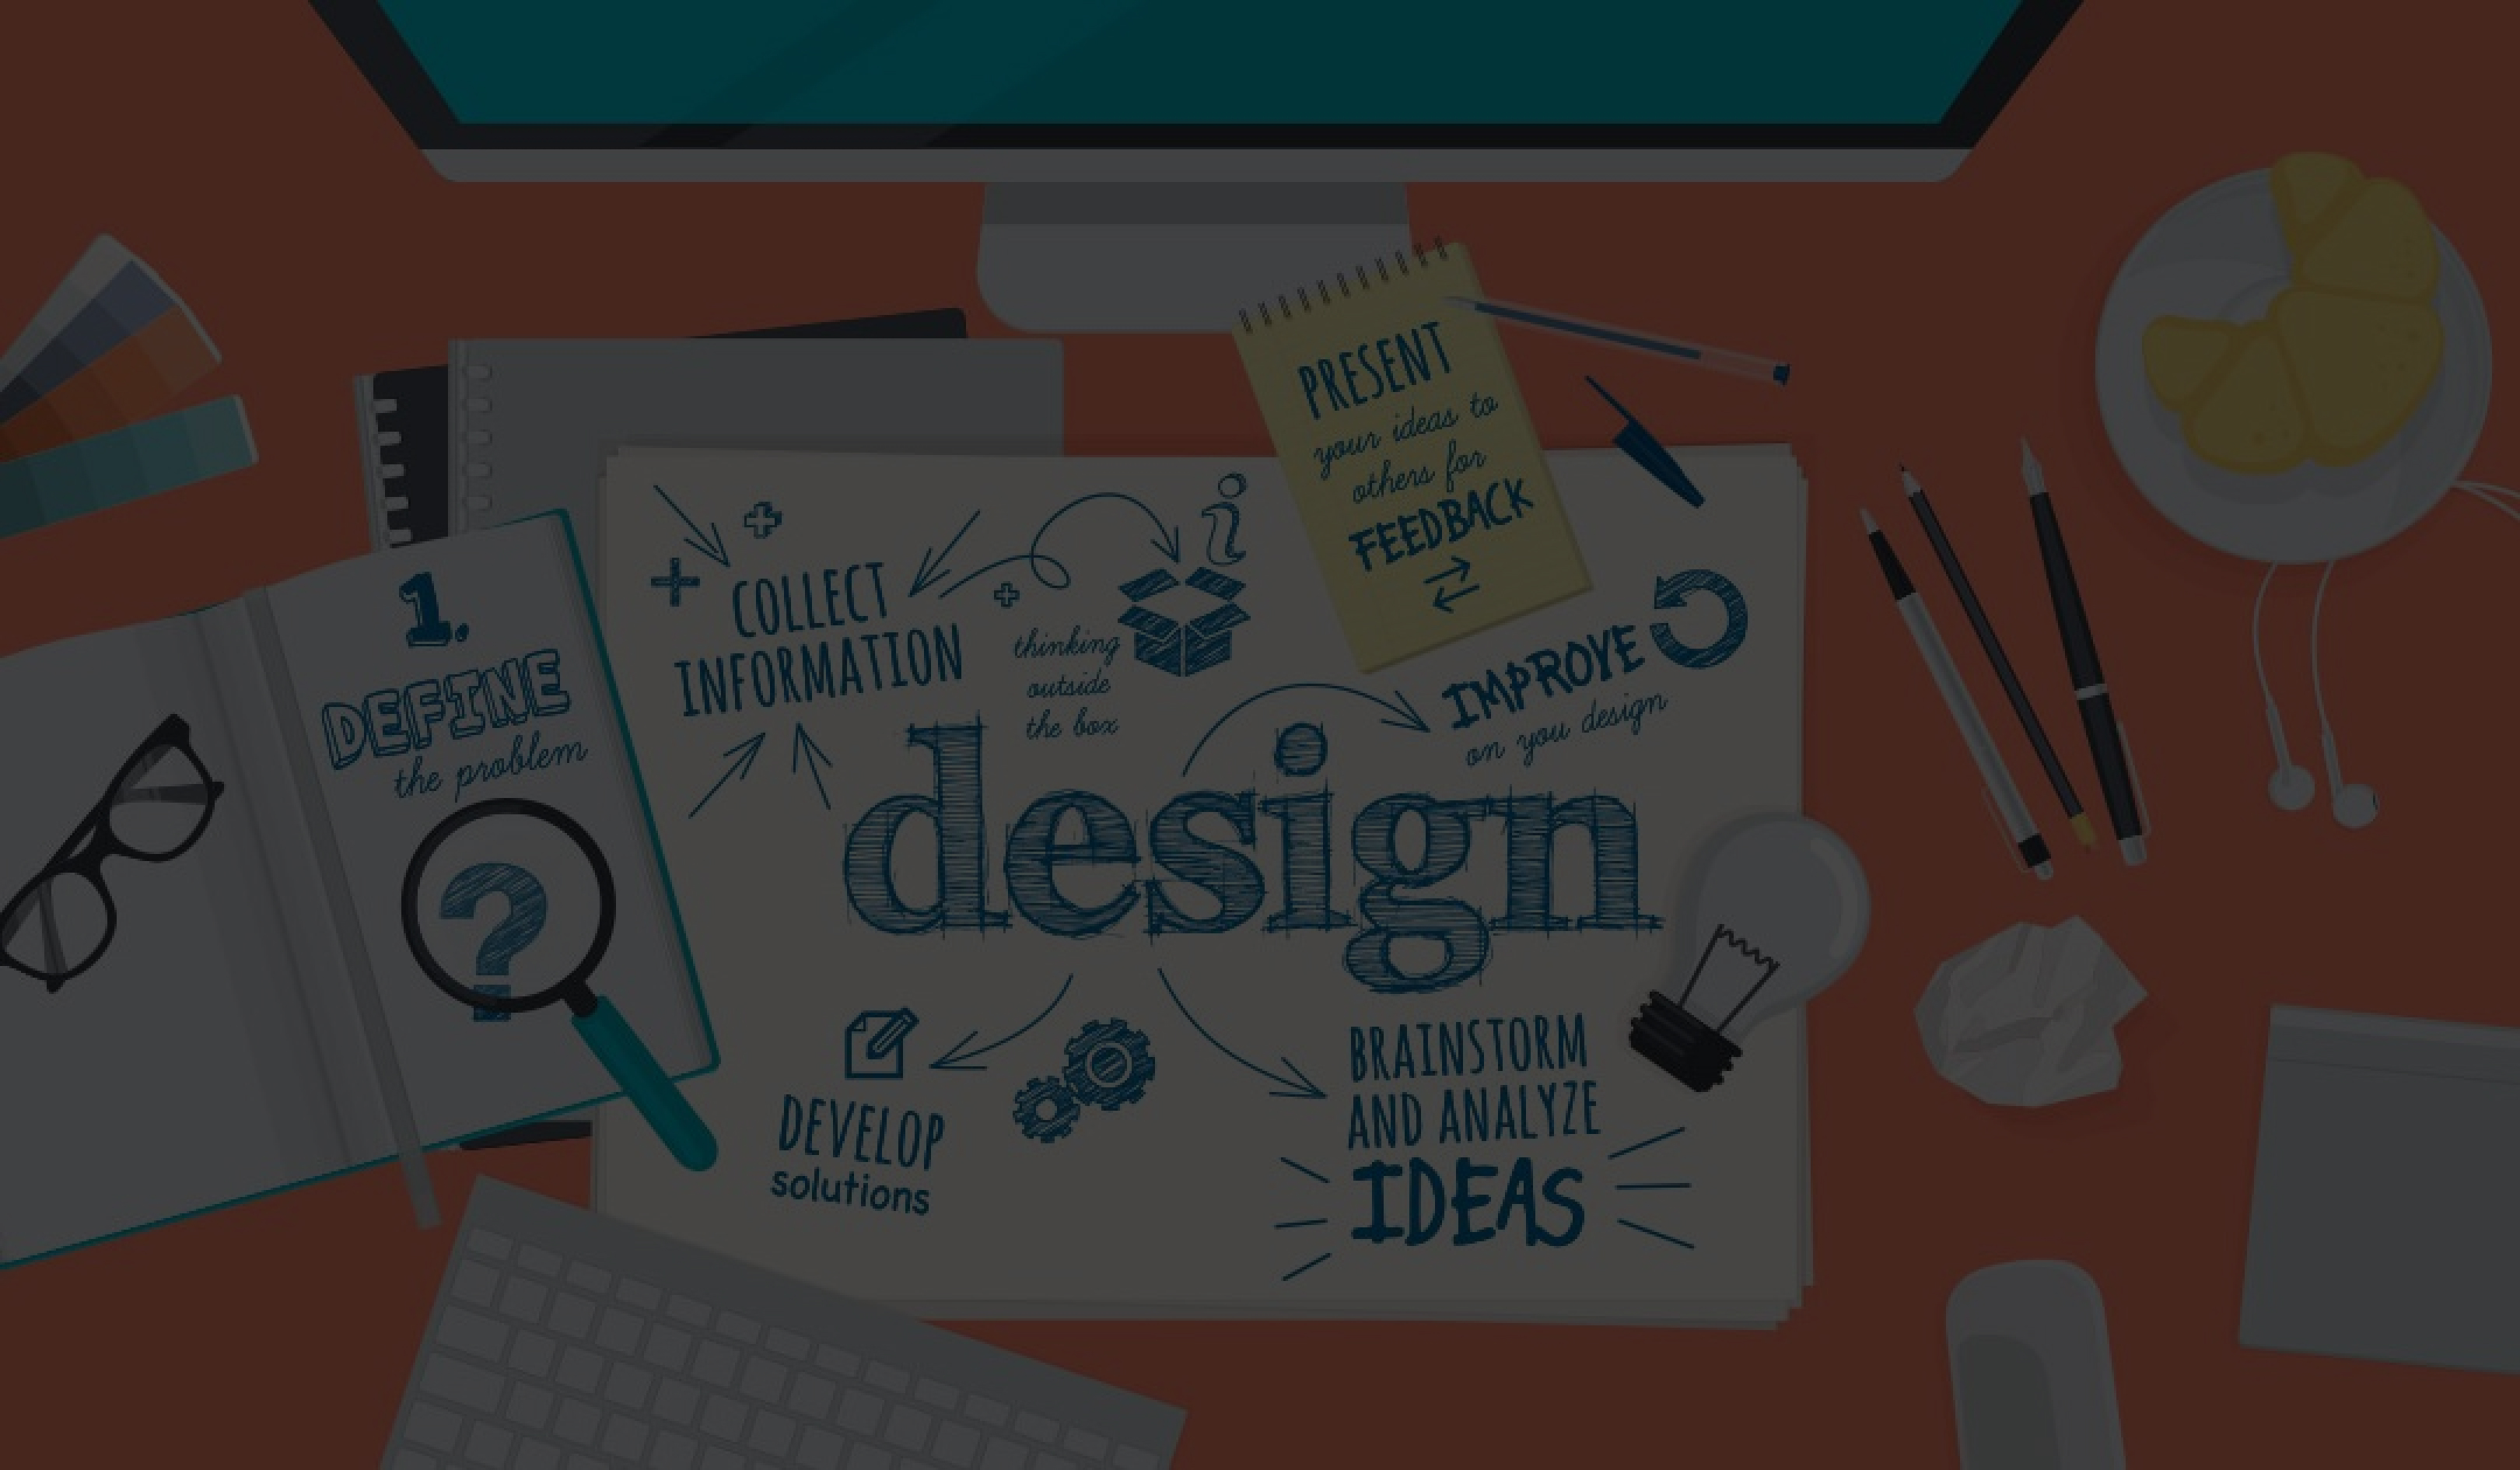 1.
DEFINE
the problem
?
COLLECT
INFORMATION
i
thinking
outside
the box
PRESENT
your ideas to
others for
FEEDBACK
IMPROVE
on you design
design
DEVELOP
solutions
BRAINSTORM
AND ANALYZE
IDEAS